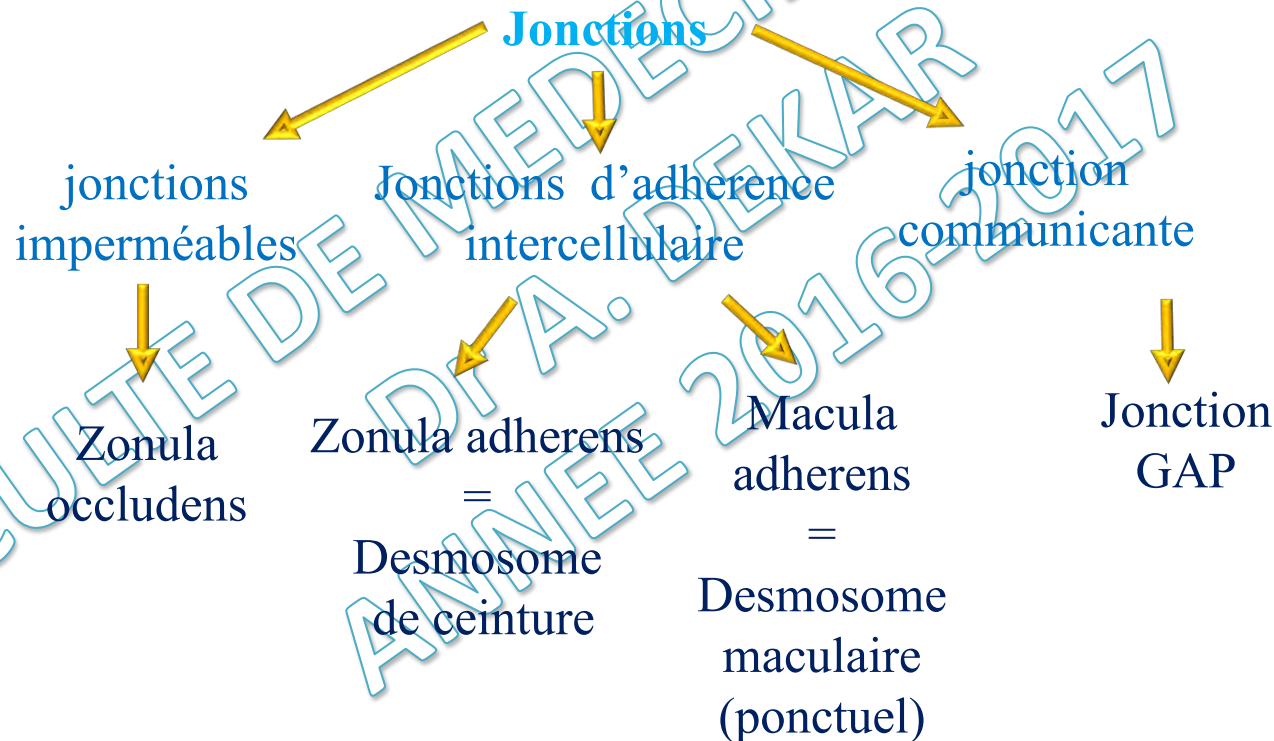 Jonctions
jonctions
imperméables
Jonctions d’adherence
intercellulaire
jonction
communicante
Zonula
occludens
Zonula adherens
=
Desmosome
de ceinture
Macula
adherens
=
Desmosome
maculaire
(ponctuel)
Jonction
GAP
DE
Dr A. DEKAR
ANNEE 2016-2017